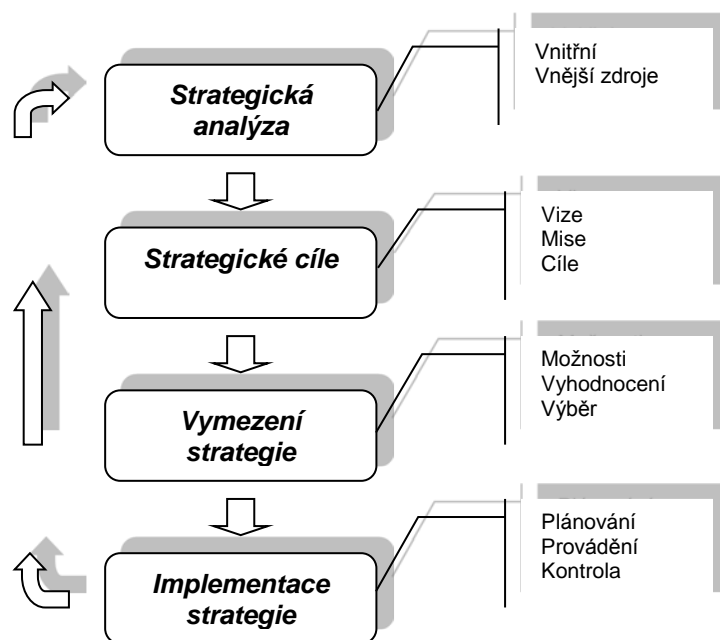 Strategická
analýza
Vnitřní
Vnější zdroje
Strategické cíle
Vize
Mise
Cíle
Vymezení
strategie
Možnosti
Vyhodnocení
Výběr
Implementace
strategie
Plánování
Provádění
Kontrola